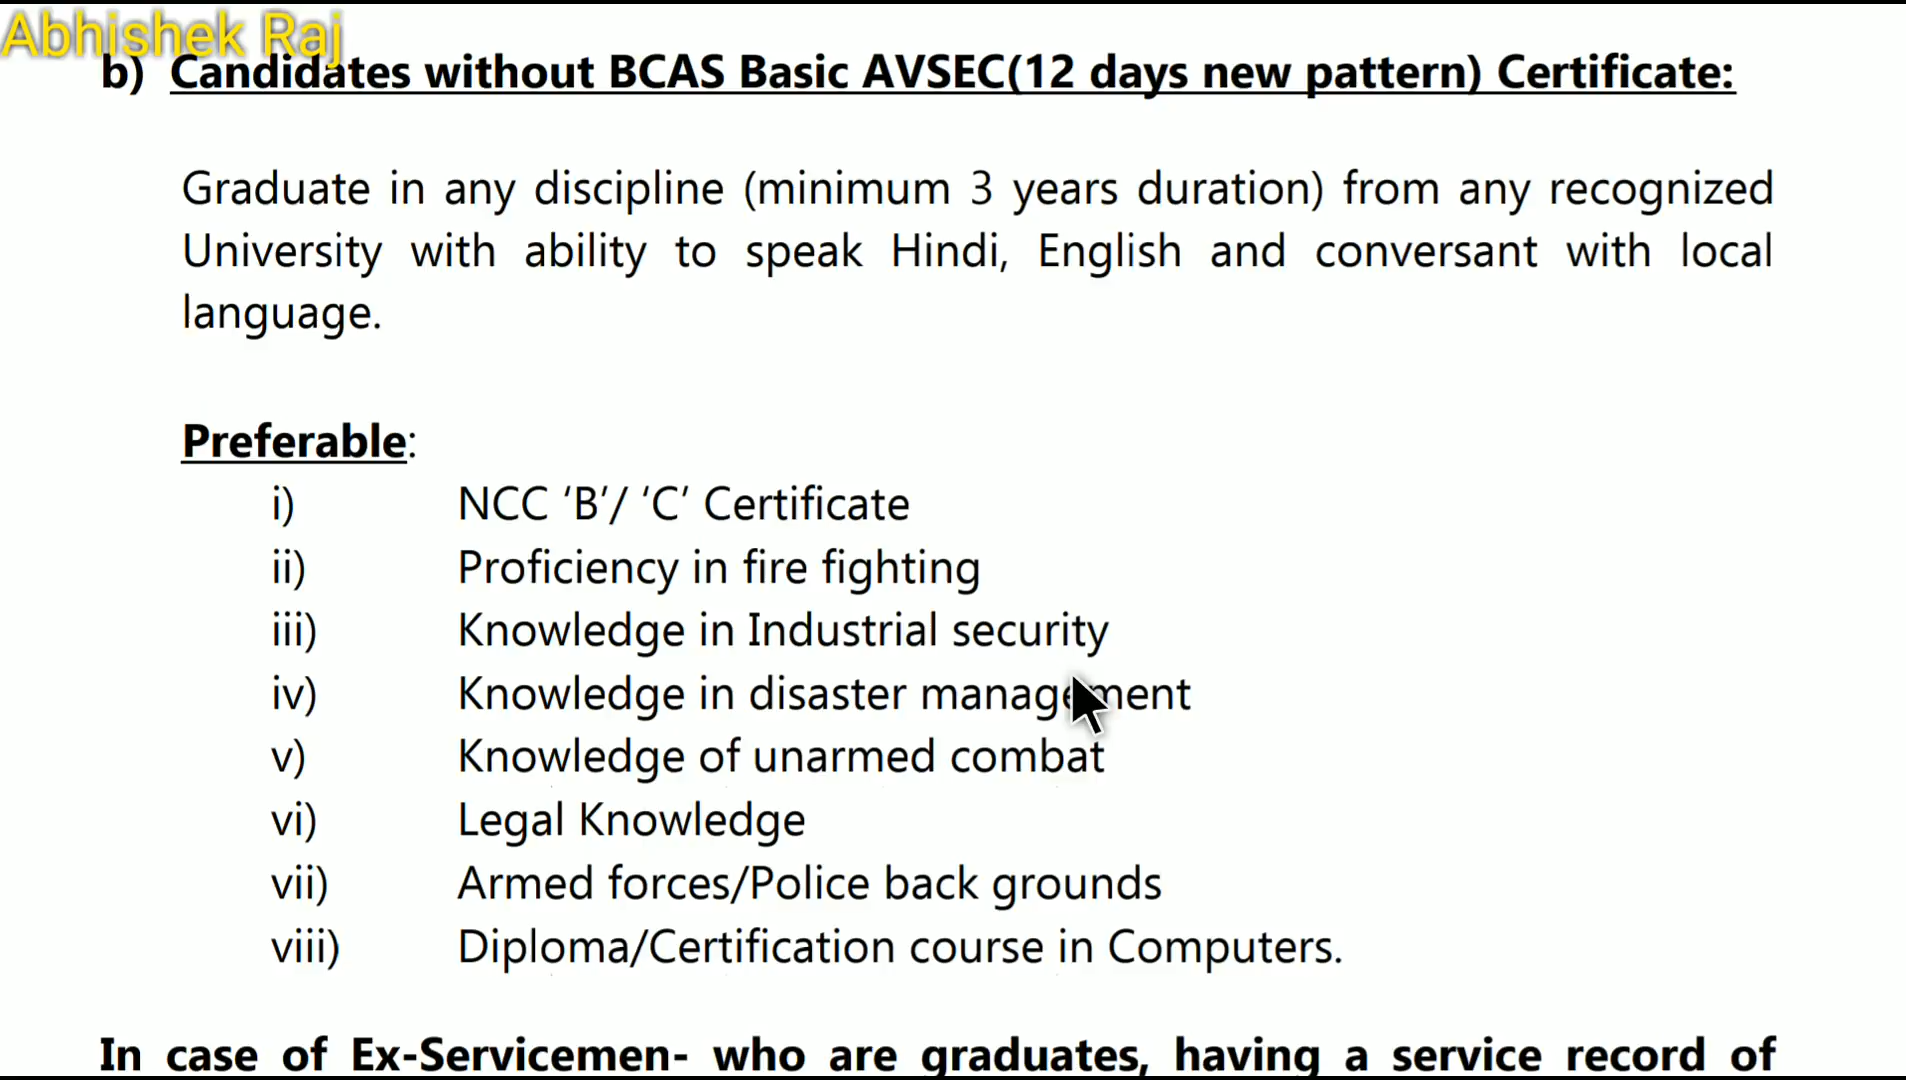 Abhishek Raj
b) Candidates without BCAS Basic AVSEC(12 days new pattern) Certificate:
Graduate in any discipline (minimum 3 years duration) from any recognized
University with ability to speak Hindi, English and conversant with local
language.
Preferable:
i) NCC ‘B’/ ‘C’ Certificate
ii) Proficiency in fire fighting
iii) Knowledge in Industrial security
iv) Knowledge in disaster management
v) Knowledge of unarmed combat
vi) Legal Knowledge
vii) Armed forces/Police back grounds
viii) Diploma/Certification course in Computers.
In case of Ex-Servicemen- who are graduates, having a service record of